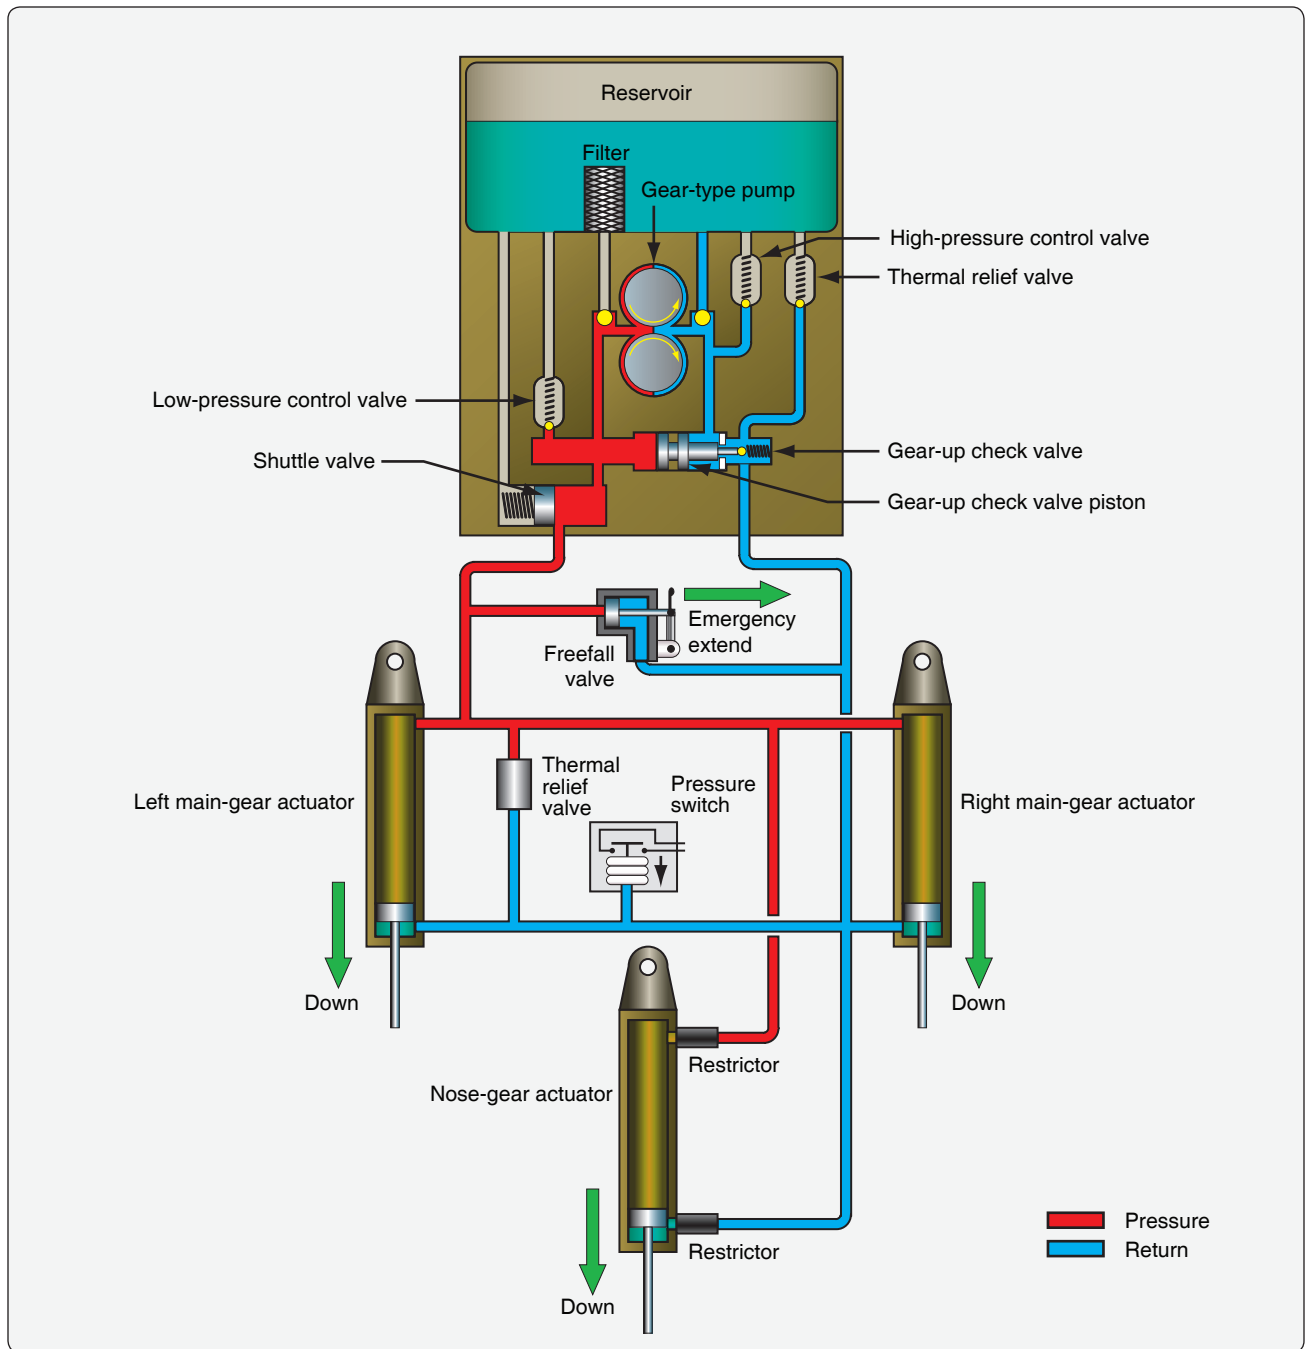 Reservoir
Filter
Gear-type pump
High-pressure control valve
Thermal relief valve
Low-pressure control valve
Shuttle valve
Gear-up check valve
Gear-up check valve piston
Emergency
extend
Freefall
valve
Thermal
relief
valve
Pressure
switch
Left main-gear actuator
Right main-gear actuator
Down
Down
Restrictor
Nose-gear actuator
Restrictor
Down
Pressure
Return